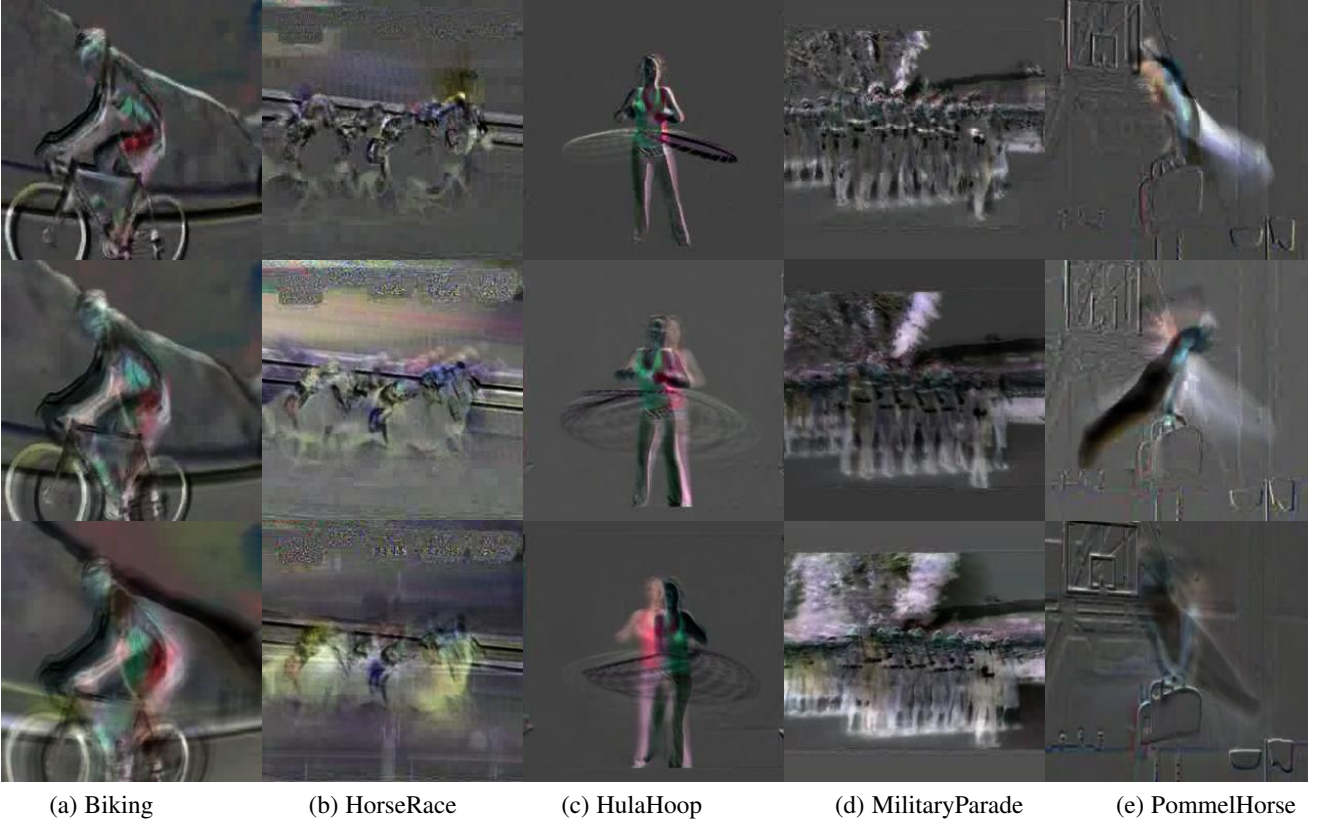 (a) Biking
(b) HorseRace
(c) HulaHoop
(d) MilitaryParade
(e) PommelHorse